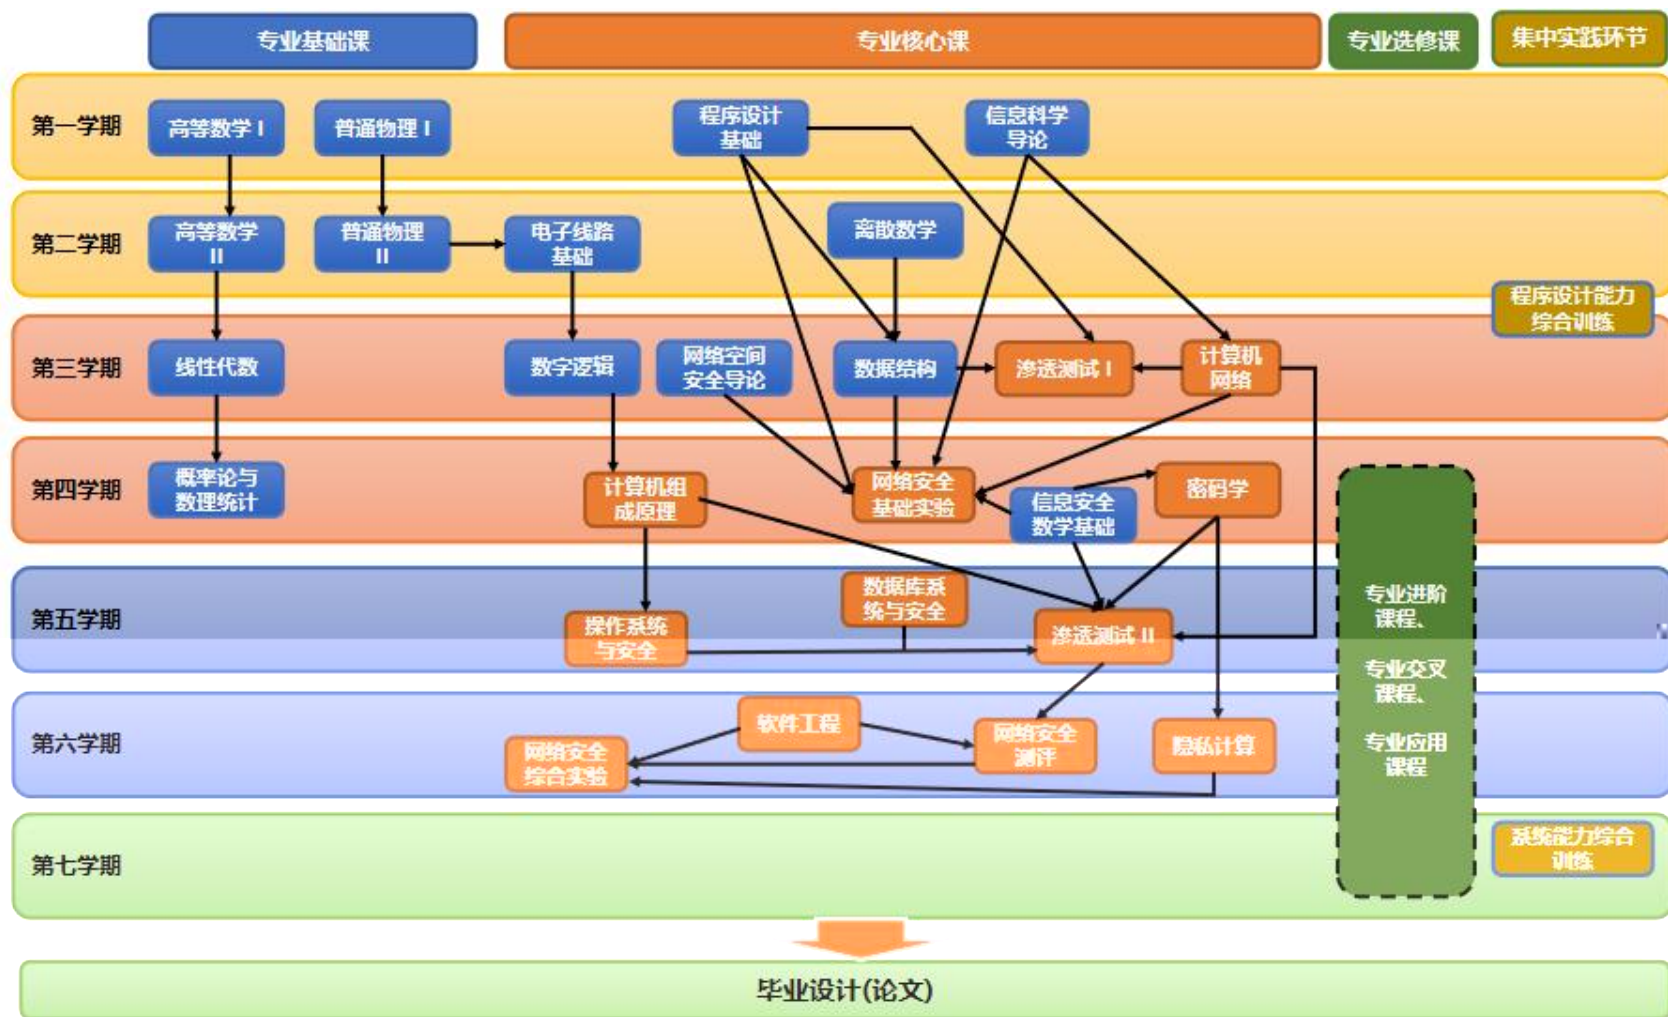 专业基础课
专业核心课
专业选修课
集中实践环节
第一学期
高等数学 I
普通物理 I
程序设计
基础
信息科学
导论
第二学期
高等数学
II
普通物理
II
电子线路
基础
离散数学
程序设计能力
综合训练
第三学期
线性代数
数字逻辑
网络空间
安全导论
数据结构
渗透测试 I
计算机
网络
第四学期
概率论与
数理统计
计算机组
成原理
网络安全
基础实验
信息安全
数学基础
密码学
第五学期
操作系统
与安全
数据库系
统与安全
渗透测试 II
专业进阶
课程、
专业交叉
课程、
专业应用
课程
第六学期
网络安全
综合实验
软件工程
网络安全
测评
隐私计算
第七学期
系统能力综合
训练
毕业设计(论文)